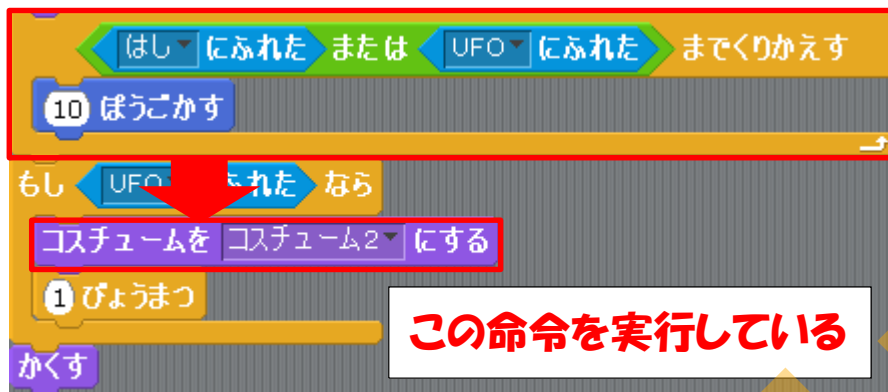 はし にふれた または UFO にふれた までくりかえす
10 ぽうごかす
もし UFO ふれた なら
コスチュームを コスチューム2 にする
1 びょうまつ
この命令を実行している
かくす